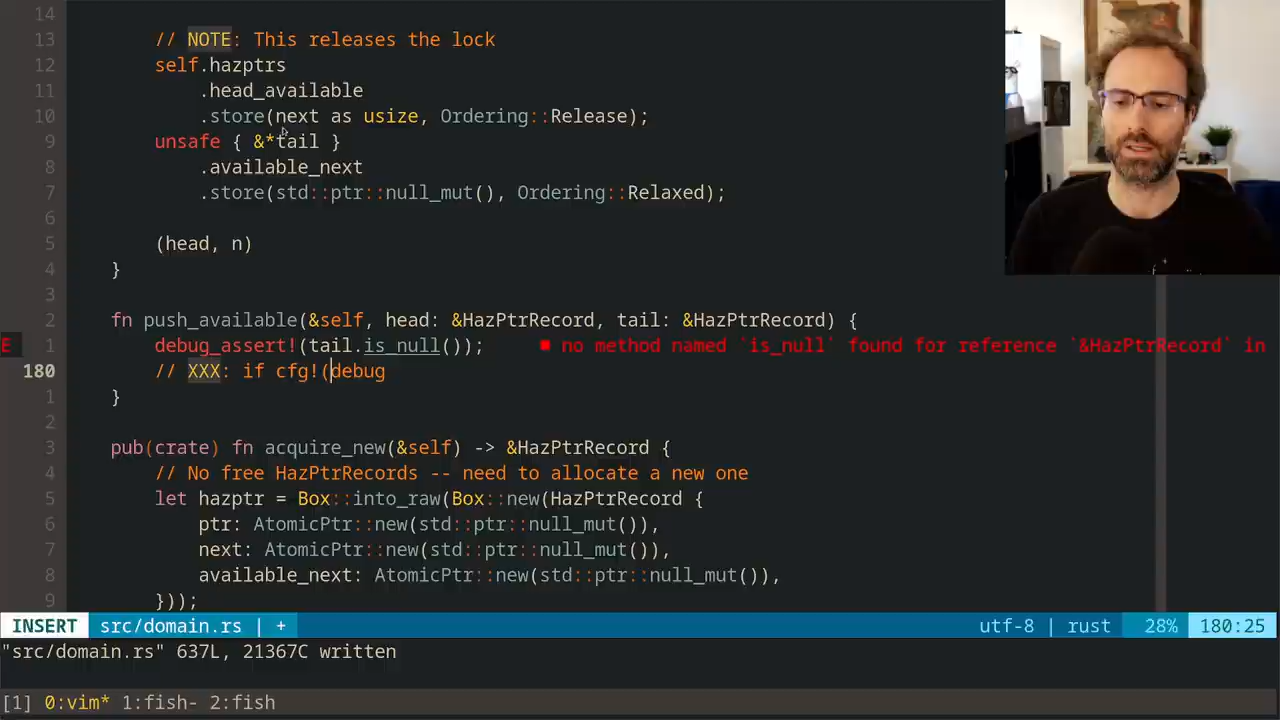 14
13 // NOTE: This releases the lock
12 self.hazptrs
11 .head_available
10 .store(next as usize, Ordering::Release);
9 unsafe { &*tail }
8 .available_next
7 .store(std::ptr::null_mut(), Ordering::Relaxed);
6
5 (head, n)
4 }
3
2 fn push_available(&self, head: &HazPtrRecord, tail: &HazPtrRecord) {
E 1 debug_assert!(tail.is_null()); ■ no method named `is_null` found for reference `&HazPtrRecord` in
180 // XXX: if cfg!(debug
1 }
2
3 pub(crate) fn acquire_new(&self) -> &HazPtrRecord {
4 // No free HazPtrRecords -- need to allocate a new one
5 let hazptr = Box::into_raw(Box::new(HazPtrRecord {
6 ptr: AtomicPtr::new(std::ptr::null_mut()),
7 next: AtomicPtr::new(std::ptr::null_mut()),
8 available_next: AtomicPtr::new(std::ptr::null_mut()),
9 }));
INSERT src/domain.rs | + utf-8 | rust 28% 180:25
"src/domain.rs" 637L, 21367C written
[1] 0:vim* 1:fish- 2:fish